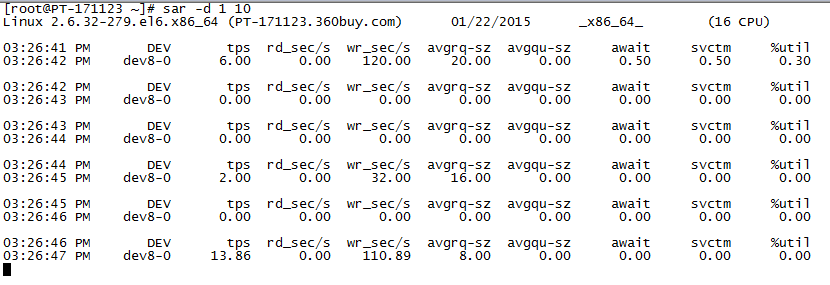 [root@PT-171123 ~]# sar -d 1 10
Linux 2.6.32-279.el6.x86_64 (PT-171123.360buy.com) 01/22/2015 _x86_64_ (16 CPU)
03:26:41 PM DEV tps rd_sec/s wr_sec/s avgrq-sz avgqu-sz await svctm %util
03:26:42 PM dev8-0 6.00 0.00 120.00 20.00 0.00 0.50 0.50 0.30
03:26:42 PM DEV tps rd_sec/s wr_sec/s avgrq-sz avgqu-sz await svctm %util
03:26:43 PM dev8-0 0.00 0.00 0.00 0.00 0.00 0.00 0.00 0.00
03:26:43 PM DEV tps rd_sec/s wr_sec/s avgrq-sz avgqu-sz await svctm %util
03:26:44 PM dev8-0 0.00 0.00 0.00 0.00 0.00 0.00 0.00 0.00
03:26:44 PM DEV tps rd_sec/s wr_sec/s avgrq-sz avgqu-sz await svctm %util
03:26:45 PM dev8-0 2.00 0.00 32.00 16.00 0.00 0.00 0.00 0.00
03:26:45 PM DEV tps rd_sec/s wr_sec/s avgrq-sz avgqu-sz await svctm %util
03:26:46 PM dev8-0 0.00 0.00 0.00 0.00 0.00 0.00 0.00 0.00
03:26:46 PM DEV tps rd_sec/s wr_sec/s avgrq-sz avgqu-sz await svctm %util
03:26:47 PM dev8-0 13.86 0.00 110.89 8.00 0.00 0.00 0.00 0.00